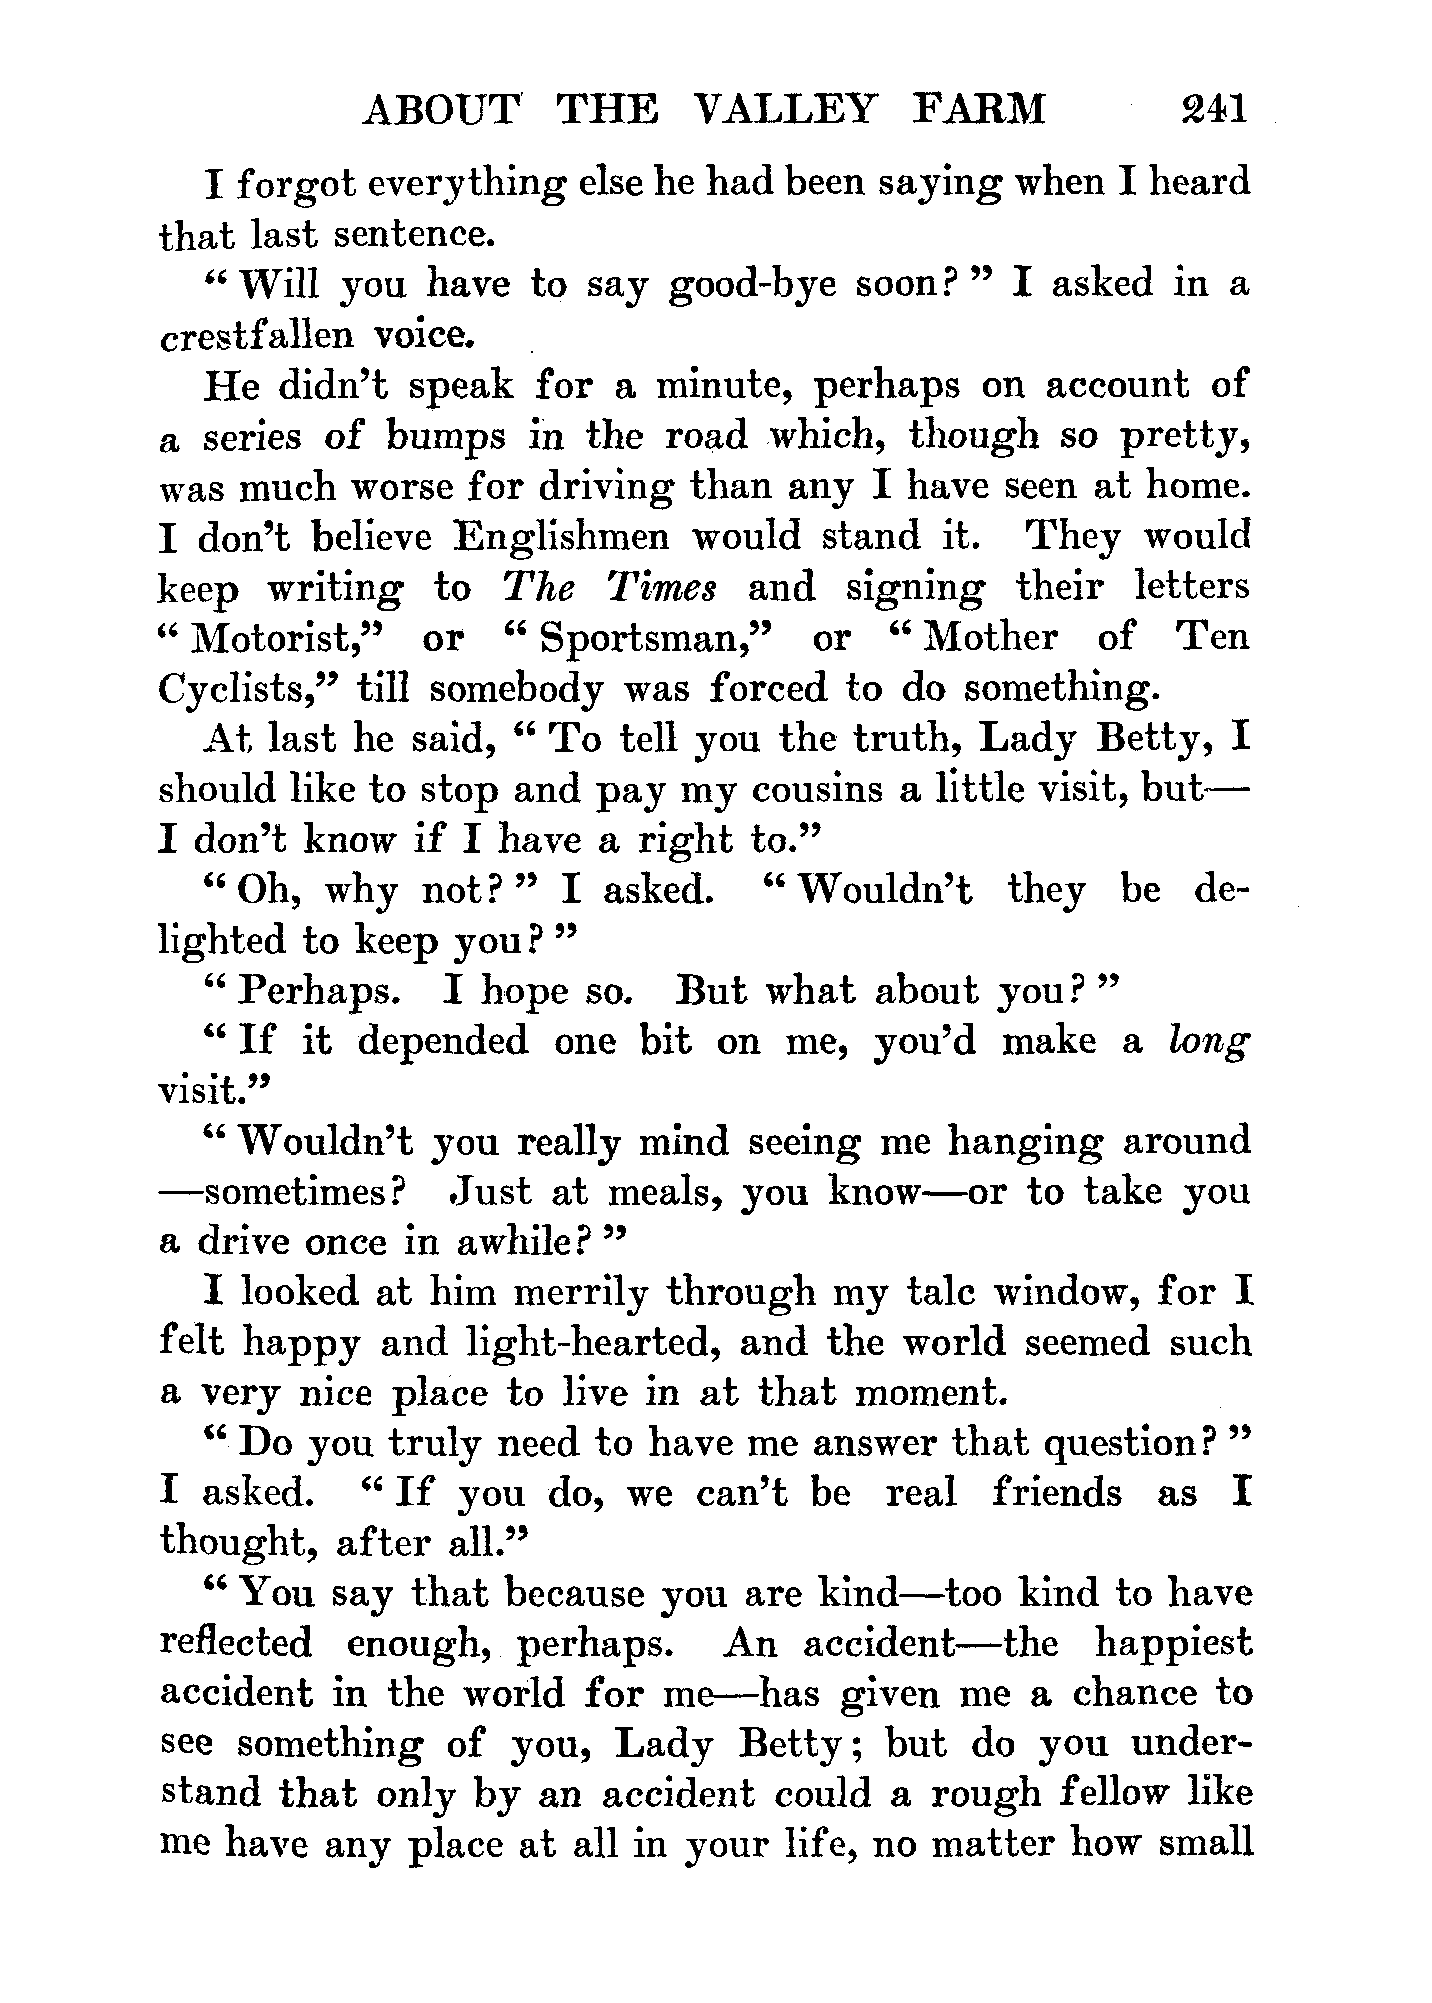 ABOUT THE VALLEY FARM 241
I forgot everything else he had been saying when I heard
that last sentence.
“ Will you have to say good-bye soon? ” I asked in a
crestfallen voice.
He didn’t speak for a minute, perhaps on account of
a series of bumps in the road which, though so pretty,
was much worse for driving than any I have seen at home.
I don’t believe Englishmen would stand it. They would
keep writing to The Times and signing their letters
“ Motorist,” or “ Sportsman,” or “ Mother of Ten
Cyclists,” till somebody was forced to do something.
At last he said, “ To tell you the truth, Lady Betty, I
should like to stop and pay my cousins a little visit, but—
I don’t know if I have a right to.”
“ Oh, why not? ” I asked. “ Wouldn’t they be de-
lighted to keep you? ”
“ Perhaps. I hope so. But what about you? ”
“ If it depended one bit on me, you’d make a long
visit.”
“ Wouldn’t you really mind seeing me hanging around
—sometimes? Just at meals, you know—or to take you
a drive once in awhile? ”
I looked at him merrily through my talc window, for I
felt happy and light-hearted, and the world seemed such
a very nice place to live in at that moment.
“ Do you truly need to have me answer that question? ”
I asked. “ If you do, we can’t be real friends as I
thought, after all.”
“ You say that because you are kind—too kind to have
reflected enough, perhaps. An accident—the happiest
accident in the world for me—has given me a chance to
see something of you, Lady Betty; but do you under-
stand that only by an accident could a rough fellow like
me have any place at all in your life, no matter how small